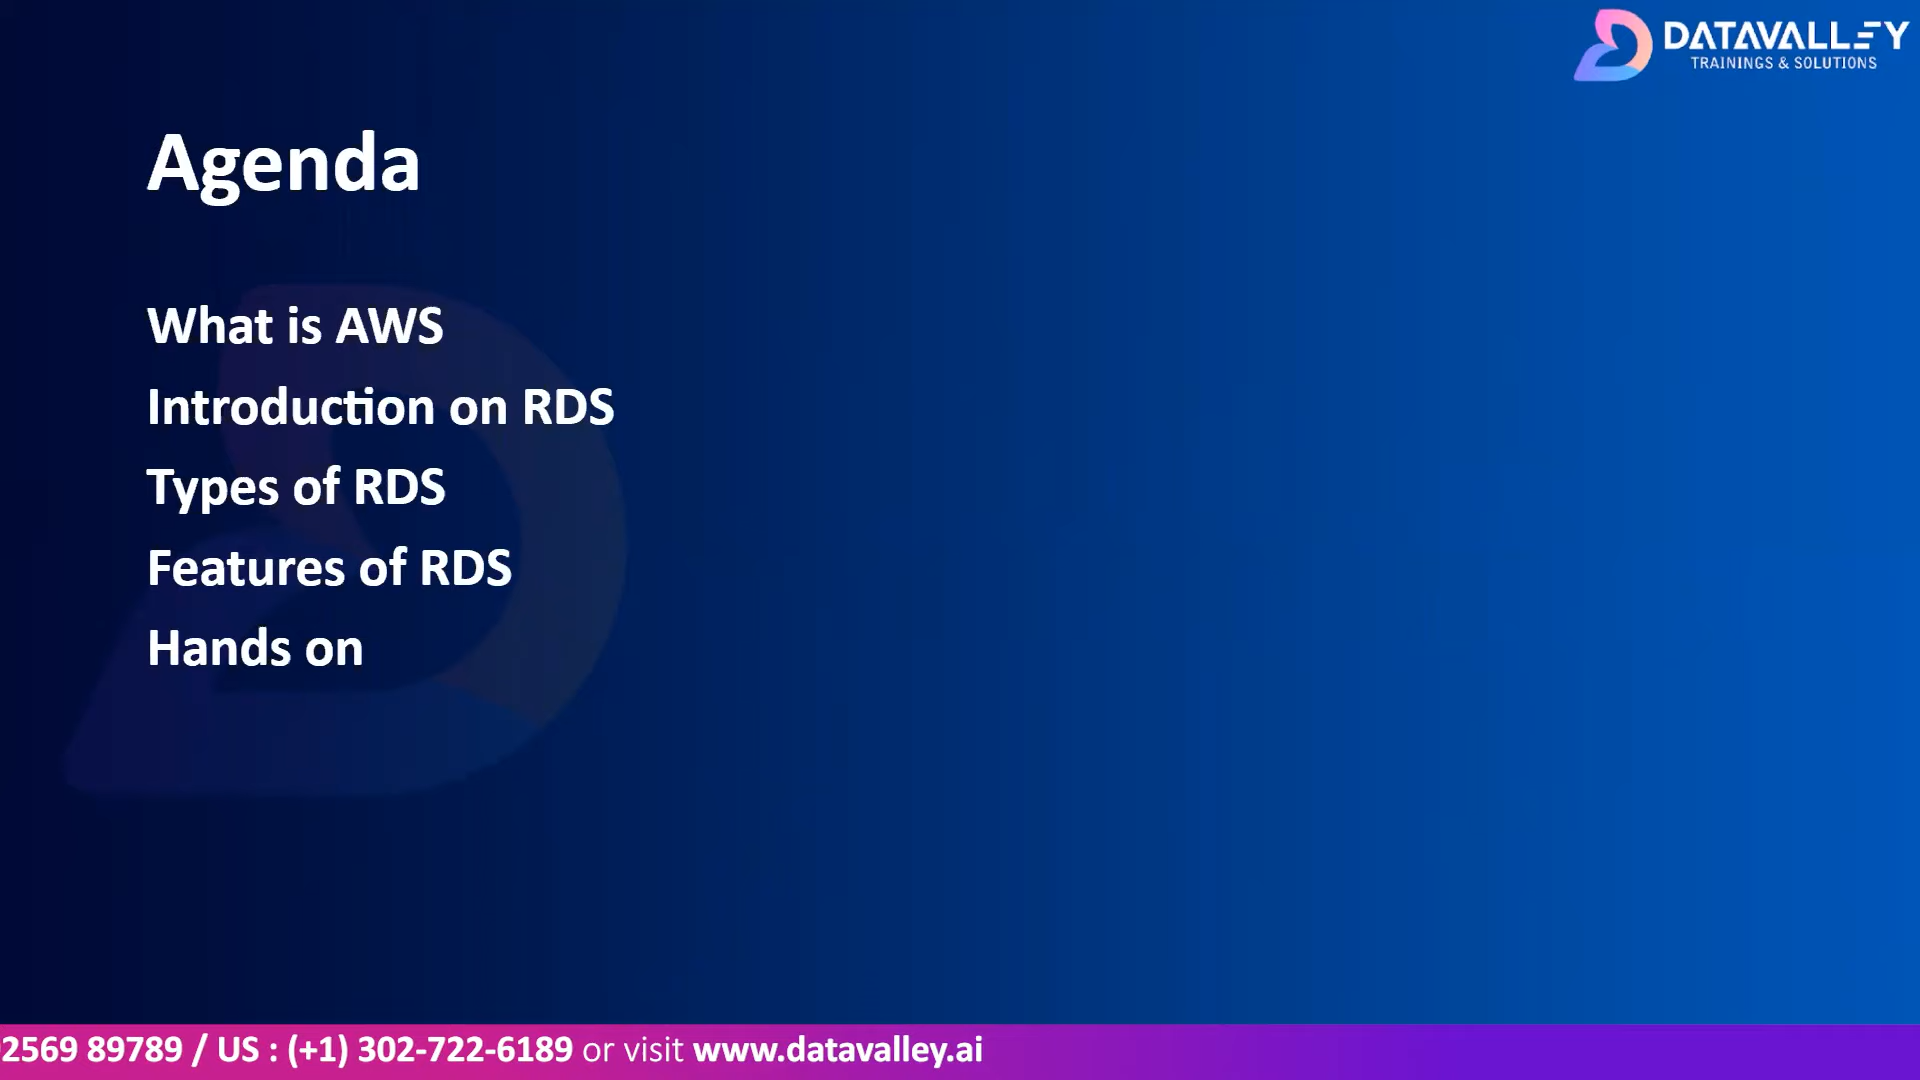 DATAVALLEY
TRAININGS & SOLUTIONS
Agenda
What is AWS
Introduction on RDS
Types of RDS
Features of RDS
Hands on
2569 89789 / US : (+1) 302-722-6189 or visit www.datavalley.ai